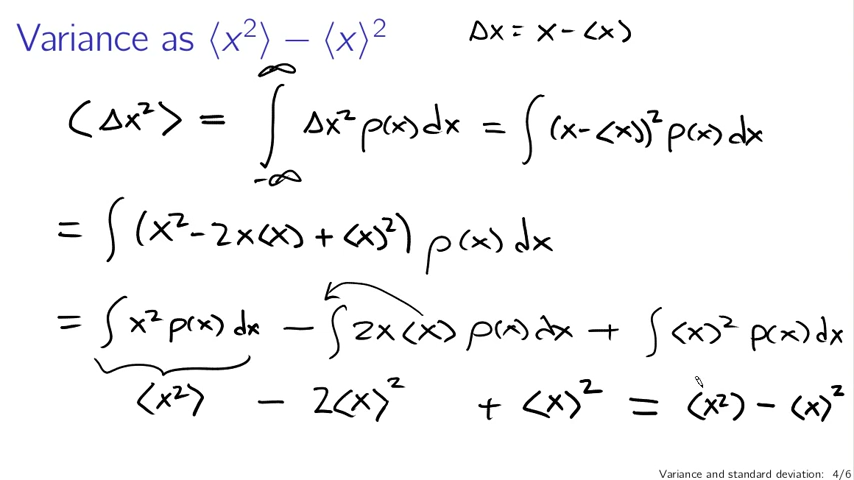 Variance as ⟨x²⟩ − ⟨x⟩²
Δx = x − ⟨x⟩
⟨Δx²⟩ = ∫_{-∞}^{∞} Δx² ρ(x) dx = ∫ (x − ⟨x⟩)² ρ(x) dx
= ∫ (x² − 2x⟨x⟩ + ⟨x⟩²) ρ(x) dx
= ∫ x² ρ(x) dx − ∫ 2x⟨x⟩ ρ(x) dx + ∫ ⟨x⟩² ρ(x) dx
⟨x²⟩ − 2⟨x⟩² + ⟨x⟩² = ⟨x²⟩ − ⟨x⟩²
Variance and standard deviation: 4/6